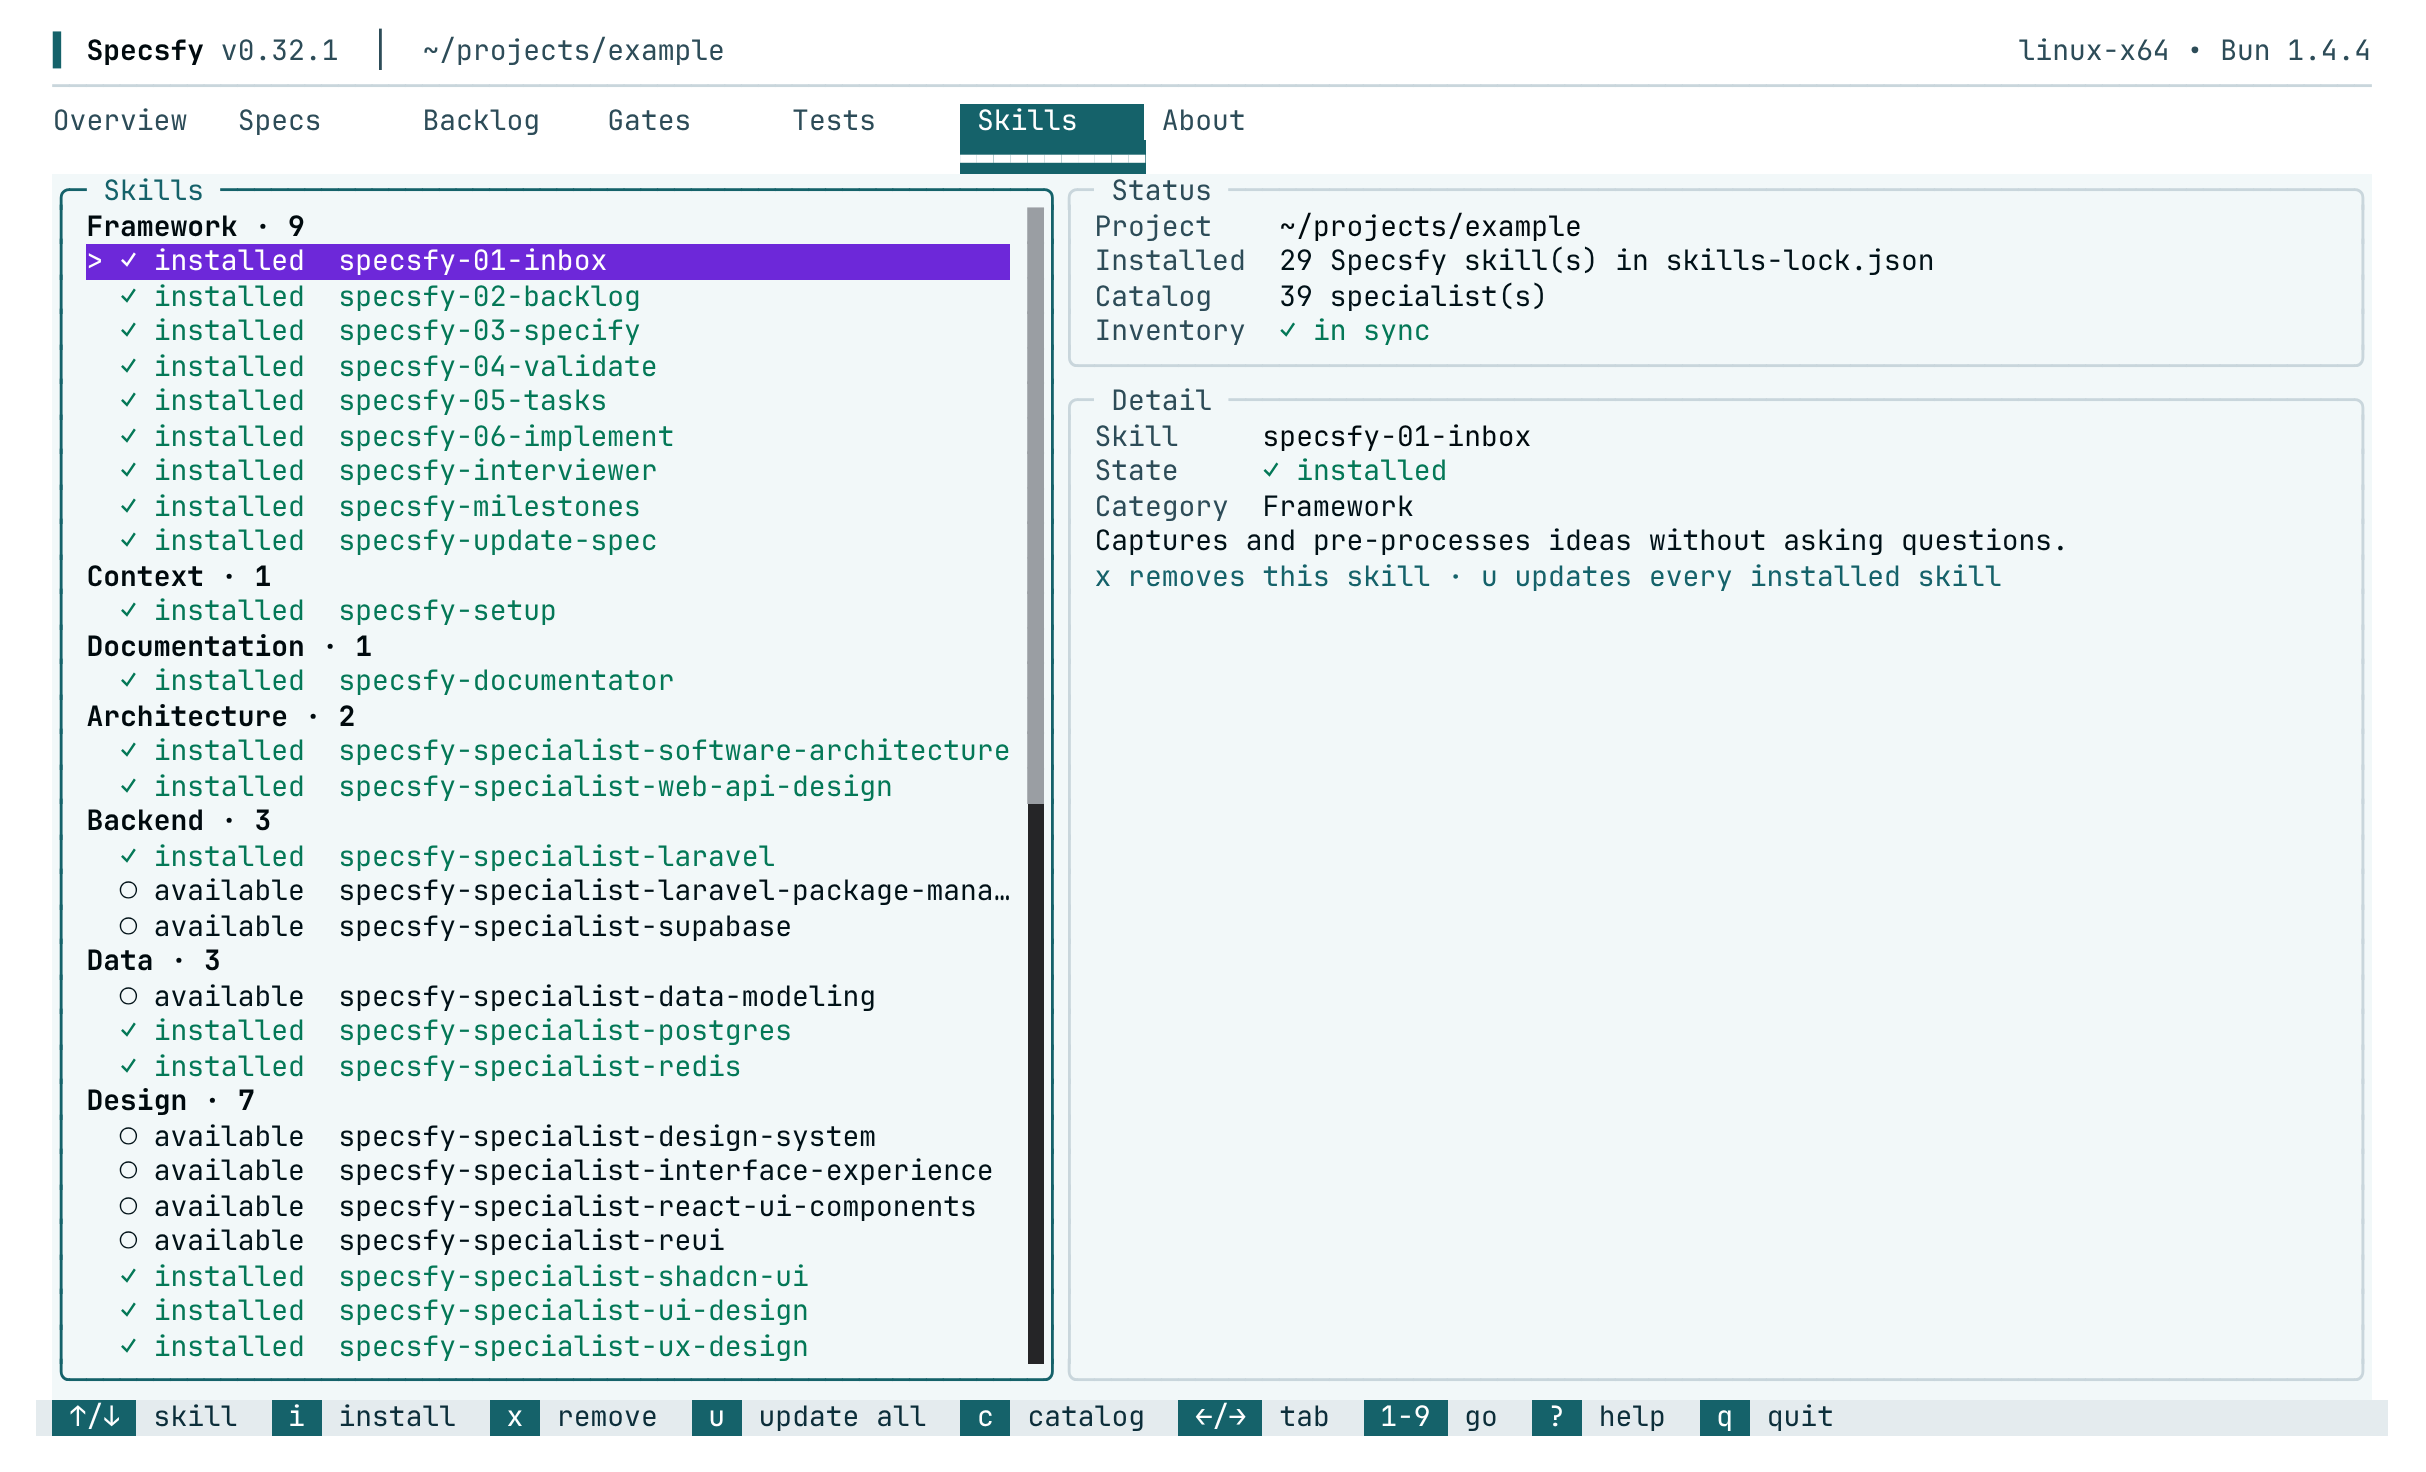 Specsfy v0.32.1 │ ~/projects/example linux-x64 • Bun 1.4.4
Overview Specs Backlog Gates Tests Skills About
Skills
Framework · 9
> ✓ installed specsfy-01-inbox
✓ installed specsfy-02-backlog
✓ installed specsfy-03-specify
✓ installed specsfy-04-validate
✓ installed specsfy-05-tasks
✓ installed specsfy-06-implement
✓ installed specsfy-interviewer
✓ installed specsfy-milestones
✓ installed specsfy-update-spec
Context · 1
✓ installed specsfy-setup
Documentation · 1
✓ installed specsfy-documentator
Architecture · 2
✓ installed specsfy-specialist-software-architecture
✓ installed specsfy-specialist-web-api-design
Backend · 3
✓ installed specsfy-specialist-laravel
○ available specsfy-specialist-laravel-package-mana…
○ available specsfy-specialist-supabase
Data · 3
○ available specsfy-specialist-data-modeling
✓ installed specsfy-specialist-postgres
✓ installed specsfy-specialist-redis
Design · 7
○ available specsfy-specialist-design-system
○ available specsfy-specialist-interface-experience
○ available specsfy-specialist-react-ui-components
○ available specsfy-specialist-reui
✓ installed specsfy-specialist-shadcn-ui
✓ installed specsfy-specialist-ui-design
✓ installed specsfy-specialist-ux-design
Status
Project ~/projects/example
Installed 29 Specsfy skill(s) in skills-lock.json
Catalog 39 specialist(s)
Inventory ✓ in sync
Detail
Skill specsfy-01-inbox
State ✓ installed
Category Framework
Captures and pre-processes ideas without asking questions.
x removes this skill · u updates every installed skill
↑/↓ skill i install x remove u update all c catalog ←/→ tab 1-9 go ? help q quit